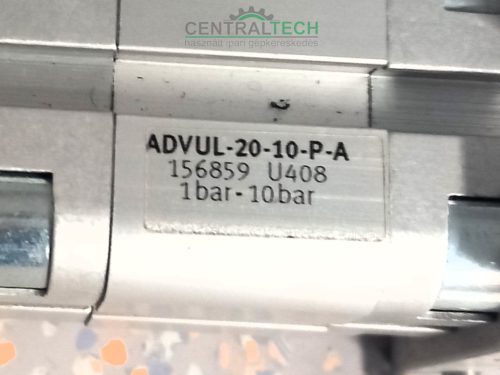 CENTRALTECH
használt ipari gépkereskedés
ADVUL-20-10-P-A
156859 U408
1bar-10bar